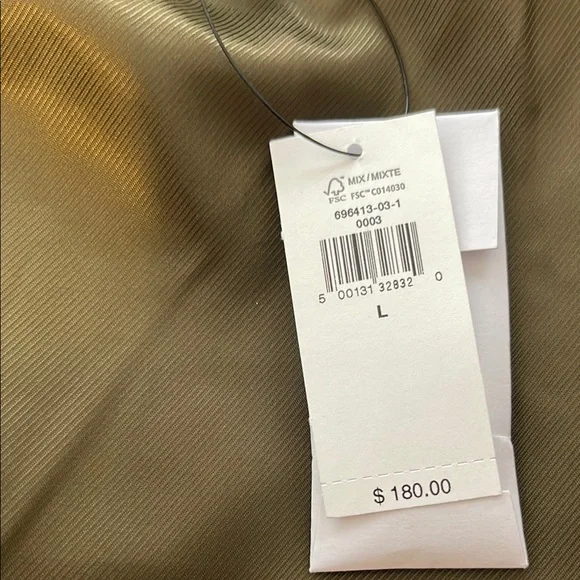 MIX/MIXTE
FSC FSC™ C014030
696413-03-1
0003
5 00131 32832 0
L
$ 180.00